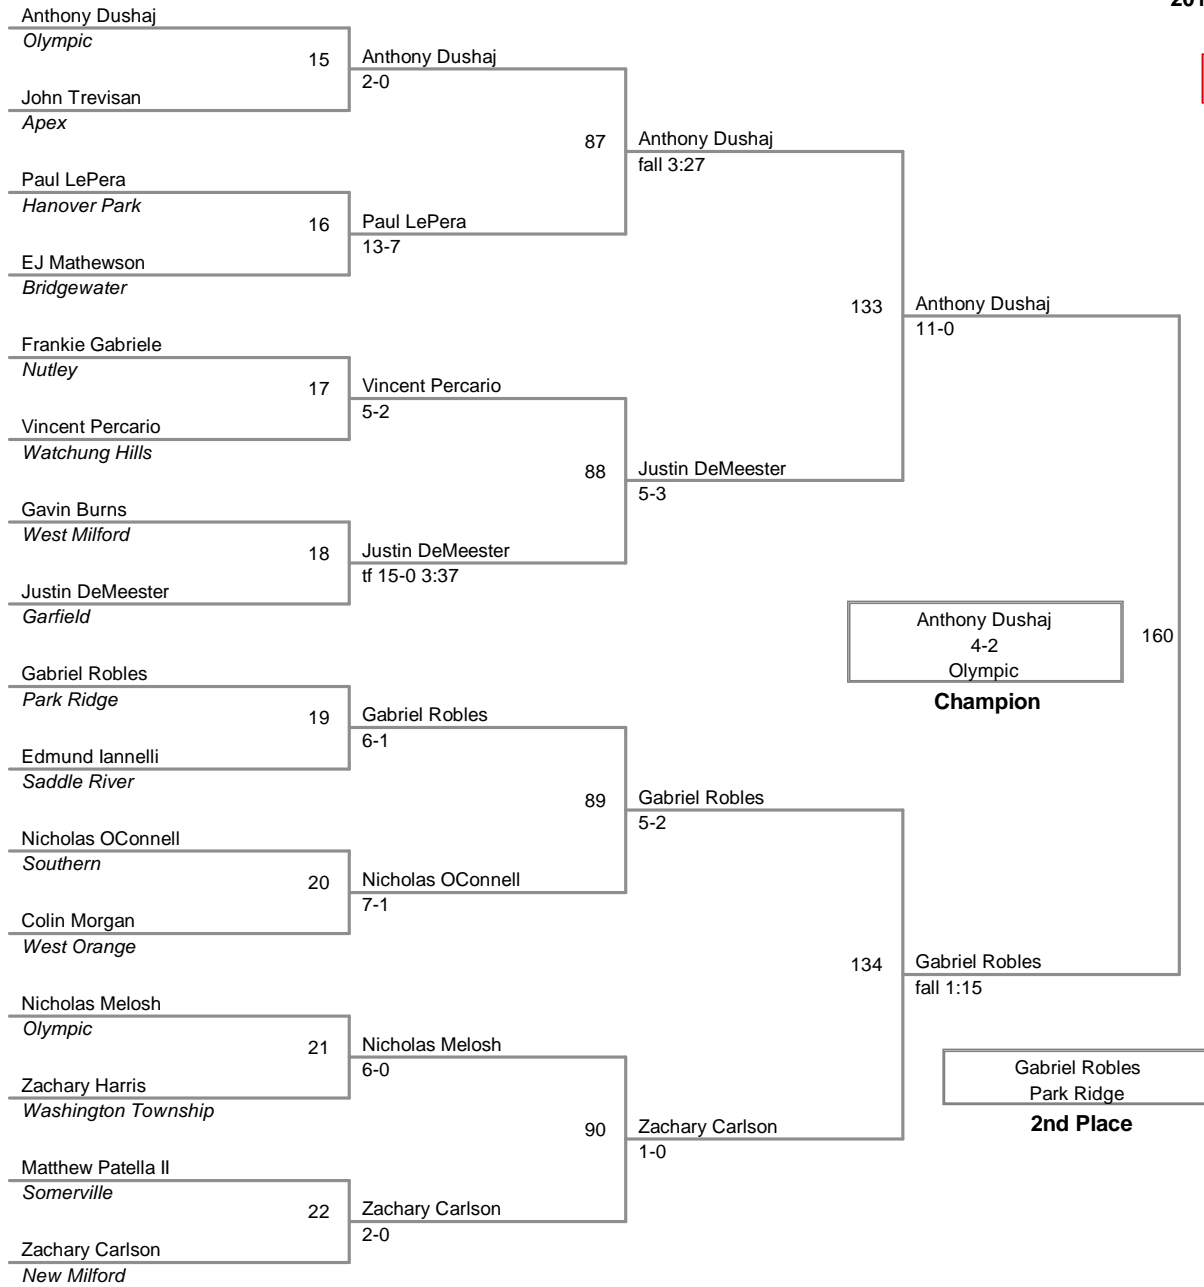 201
Anthony Dushaj
Olympic
15
John Trevisan
Apex
Anthony Dushaj
2-0
87
Paul LePera
Hanover Park
16
EJ Mathewson
Bridgewater
Paul LePera
13-7
Anthony Dushaj
fall 3:27
133
Frankie Gabriele
Nutley
17
Vincent Percario
Watchung Hills
Vincent Percario
5-2
88
Gavin Burns
West Milford
18
Justin DeMeester
Garfield
Justin DeMeester
tf 15-0 3:37
Justin DeMeester
5-3
Anthony Dushaj
11-0
160
Gabriel Robles
Park Ridge
19
Edmund Iannelli
Saddle River
Gabriel Robles
6-1
89
Nicholas OConnell
Southern
20
Colin Morgan
West Orange
Nicholas OConnell
7-1
Gabriel Robles
5-2
134
Nicholas Melosh
Olympic
21
Zachary Harris
Washington Township
Nicholas Melosh
6-0
90
Matthew Patella II
Somerville
22
Zachary Carlson
New Milford
Zachary Carlson
2-0
Zachary Carlson
1-0
Gabriel Robles
fall 1:15
Anthony Dushaj
4-2
Olympic
Champion
Gabriel Robles
Park Ridge
2nd Place